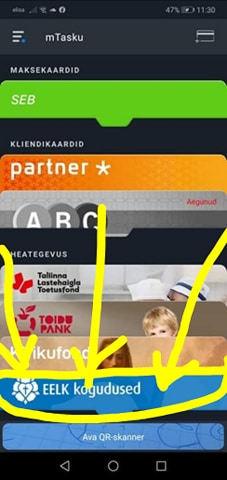 elisa 47% 11:30
mTasku
MAKSEKAARDID
SEB
KLIENDIKAARDID
partner
Aegunud
A B C
HEATEGEVUS
Tallinna
Lastehaigla
Toetusfond
TOIDU
PANK
EELK kogudused
Ava QR-skanner